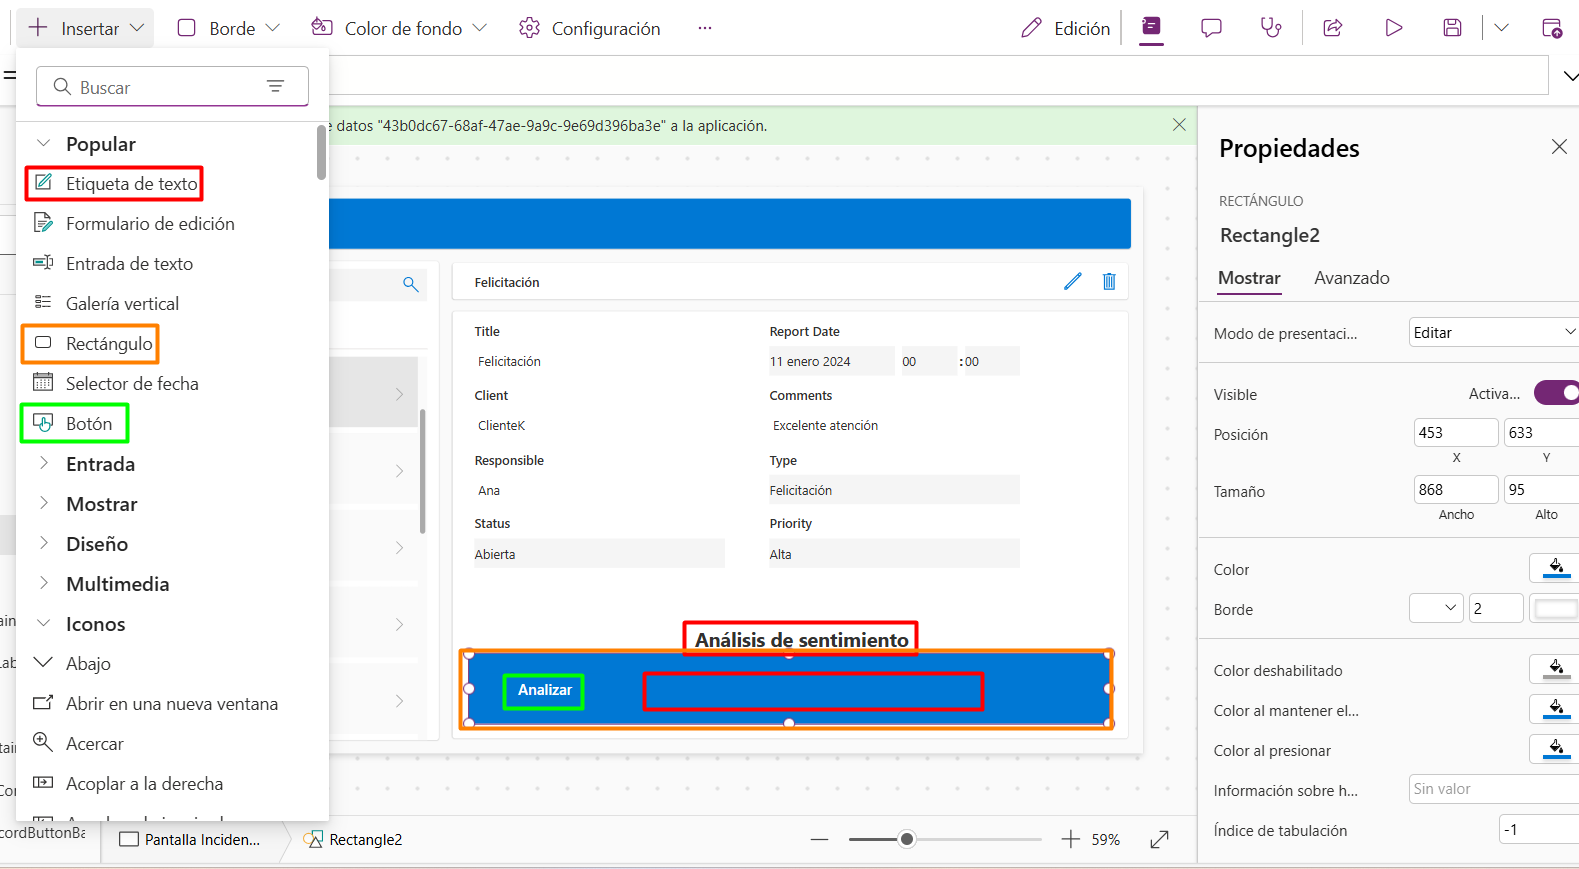 Insertar
Borde
Color de fondo
Configuración
...
Edición
=
Buscar
e datos "43b0dc67-68af-47ae-9a9c-9e69d396ba3e" a la aplicación.
Popular
Etiqueta de texto
Formulario de edición
Entrada de texto
Galería vertical
Rectángulo
Selector de fecha
Botón
Entrada
Mostrar
Diseño
Multimedia
Iconos
Abajo
Abrir en una nueva ventana
Acercar
Acoplar a la derecha
Felicitación
Title
Report Date
Felicitación
11 enero 2024
00
:00
Client
Comments
ClienteK
Excelente atención
Responsible
Type
Ana
Felicitación
Status
Priority
Abierta
Alta
Análisis de sentimiento
Analizar
Propiedades
RECTÁNGULO
Rectangle2
Mostrar
Avanzado
Modo de presentaci...
Editar
Visible
Activa...
Posición
453
633
X
Y
Tamaño
868
95
Ancho
Alto
Color
Borde
2
Color deshabilitado
Color al mantener el...
Color al presionar
Información sobre h...
Sin valor
Índice de tabulación
-1
ain
Lab
tain
Cor
cordButtonBa
Pantalla Inciden...
Rectangle2
59%